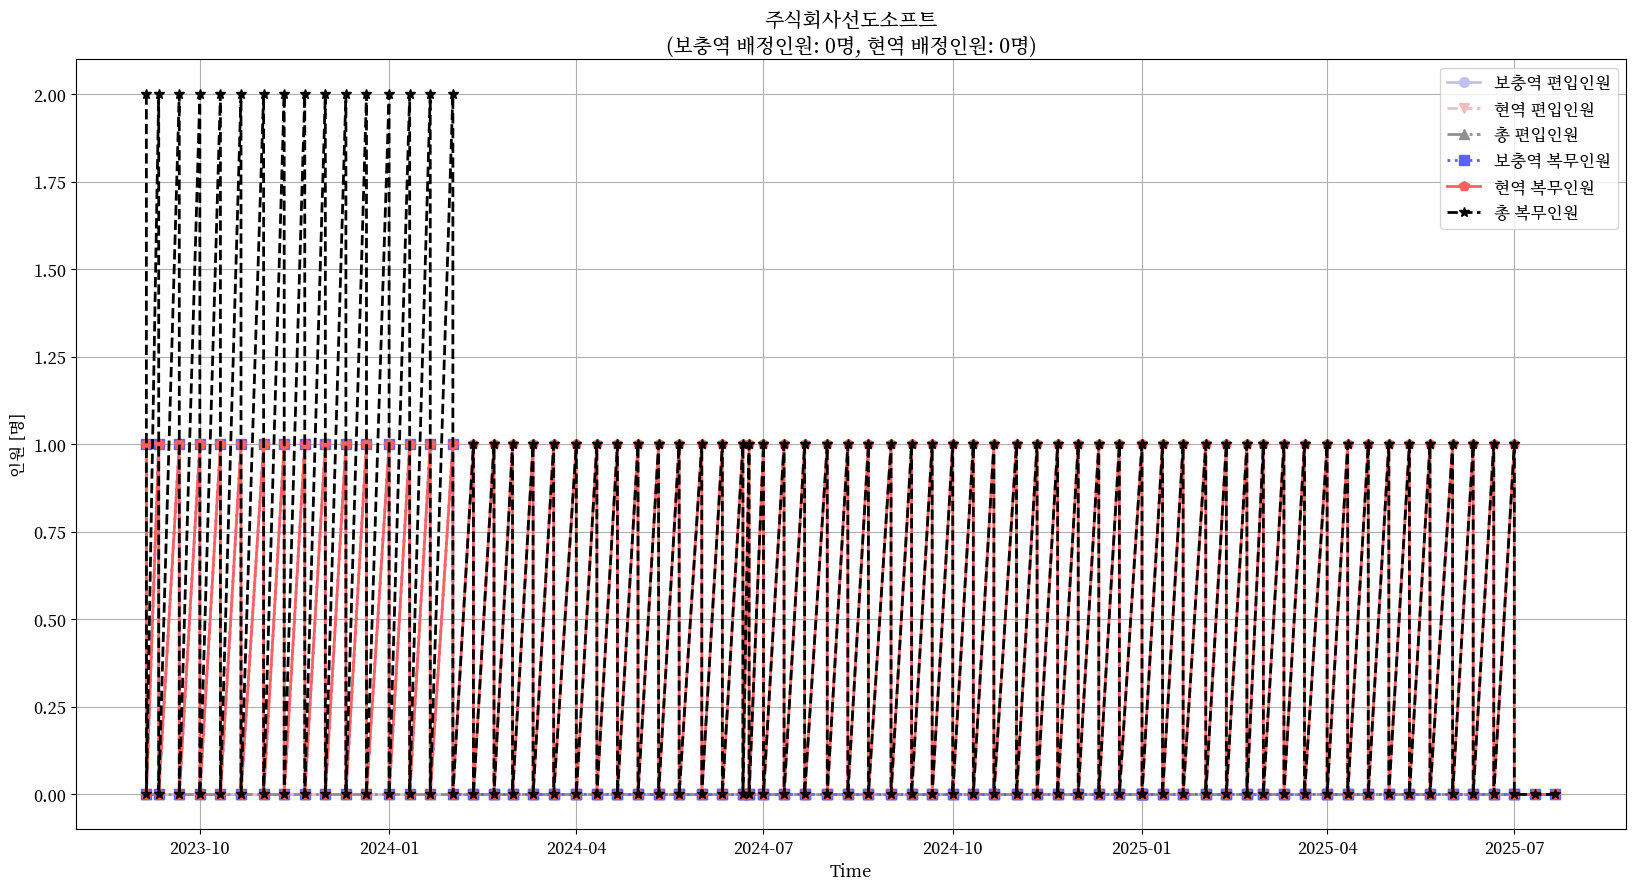 주식회사선도소프트
(보충역 배정인원: 0명, 현역 배정인원: 0명)
보충역 편입인원
현역 편입인원
총 편입인원
보충역 복무인원
현역 복무인원
총 복무인원
인원 [명]
2.00
1.75
1.50
1.25
1.00
0.75
0.50
0.25
0.00
2023-10
2024-01
2024-04
2024-07
2024-10
2025-01
2025-04
2025-07
Time